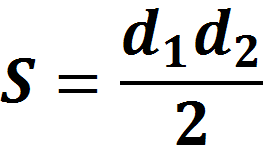 S = d₁d₂/2